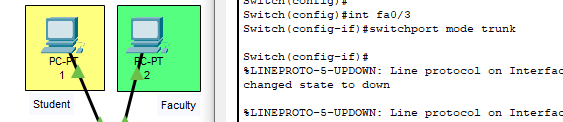 PC-PT
1
Student
PC-PT
2
Faculty
Switch(config)#
Switch(config)#int fa0/3
Switch(config-if)#switchport mode trunk
Switch(config-if)#
%LINEPROTO-5-UPDOWN: Line protocol on Interfac
changed state to down
%LINEPROTO-5-UPDOWN: Line protocol on Interfac